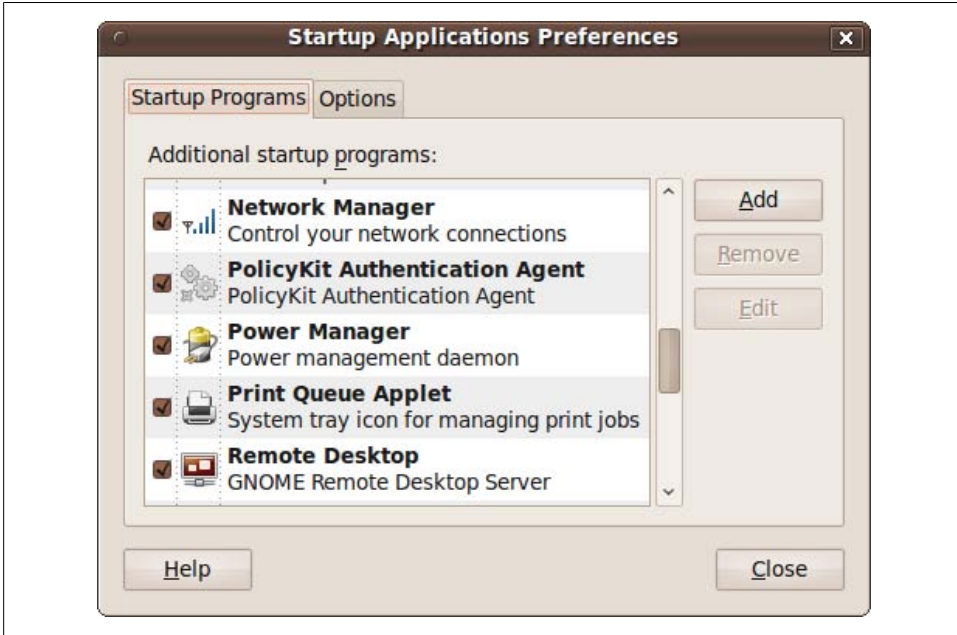 Startup Applications Preferences
Startup Programs
Options
Additional startup programs:
Network Manager
Control your network connections
PolicyKit Authentication Agent
PolicyKit Authentication Agent
Power Manager
Power management daemon
Print Queue Applet
System tray icon for managing print jobs
Remote Desktop
GNOME Remote Desktop Server
Add
Remove
Edit
Help
Close